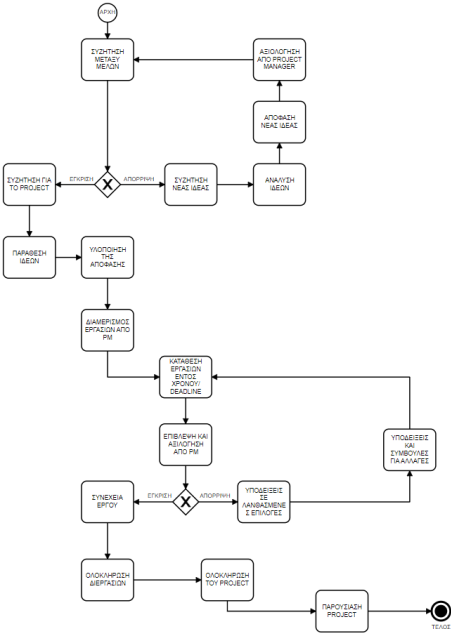 ΑΡΧΗ
ΣΥΖΗΤΗΣΗ
ΜΕΤΑΞΥ
ΜΕΛΩΝ
ΑΞΙΟΛΟΓΗΣΗ
ΑΠΟ PROJECT
MANAGER
ΑΠΟΦΑΣΗ
ΝΕΑΣ ΙΔΕΑΣ
ΣΥΖΗΤΗΣΗ ΓΙΑ
ΤΟ PROJECT
ΕΓΚΡΙΣΗ
X
ΑΠΟΡΡΙΨΗ
ΣΥΖΗΤΗΣΗ
ΝΕΑΣ ΙΔΕΑΣ
ΑΝΑΛΥΣΗ
ΙΔΕΩΝ
ΠΑΡΑΘΕΣΗ
ΙΔΕΩΝ
ΥΛΟΠΟΙΗΣΗ
ΤΗΣ
ΑΠΟΦΑΣΗΣ
ΔΙΑΜΕΡΙΣΜΟΣ
ΕΡΓΑΣΙΩΝ ΑΠΟ
PM
ΚΑΤΑΘΕΣΗ
ΕΡΓΑΣΙΩΝ
ΕΝΤΟΣ
ΧΡΟΝΟΥ/
DEADLINE
ΕΠΙΒΛΕΨΗ ΚΑΙ
ΑΞΙΛΟΓΗΣΗ
ΑΠΟ PM
ΥΠΟΔΕΙΞΕΙΣ
ΚΑΙ
ΣΥΜΒΟΥΛΕΣ
ΓΙΑ ΑΛΛΑΓΕΣ
ΣΥΝΕΧΕΙΑ
ΕΡΓΟΥ
ΕΓΚΡΙΣΗ
X
ΑΠΟΡΡΙΨΗ
ΥΠΟΔΕΙΞΕΙΣ
ΣΕ
ΛΑΝΘΑΣΜΕΝΕ
Σ ΕΠΙΛΟΓΕΣ
ΟΛΟΚΛΗΡΩΣΗ
ΔΙΕΡΓΑΣΙΩΝ
ΟΛΟΚΛΗΡΩΣΗ
ΤΟΥ PROJECT
ΠΑΡΟΥΣΙΑΣΗ
PROJECT
ΤΕΛΟΣ